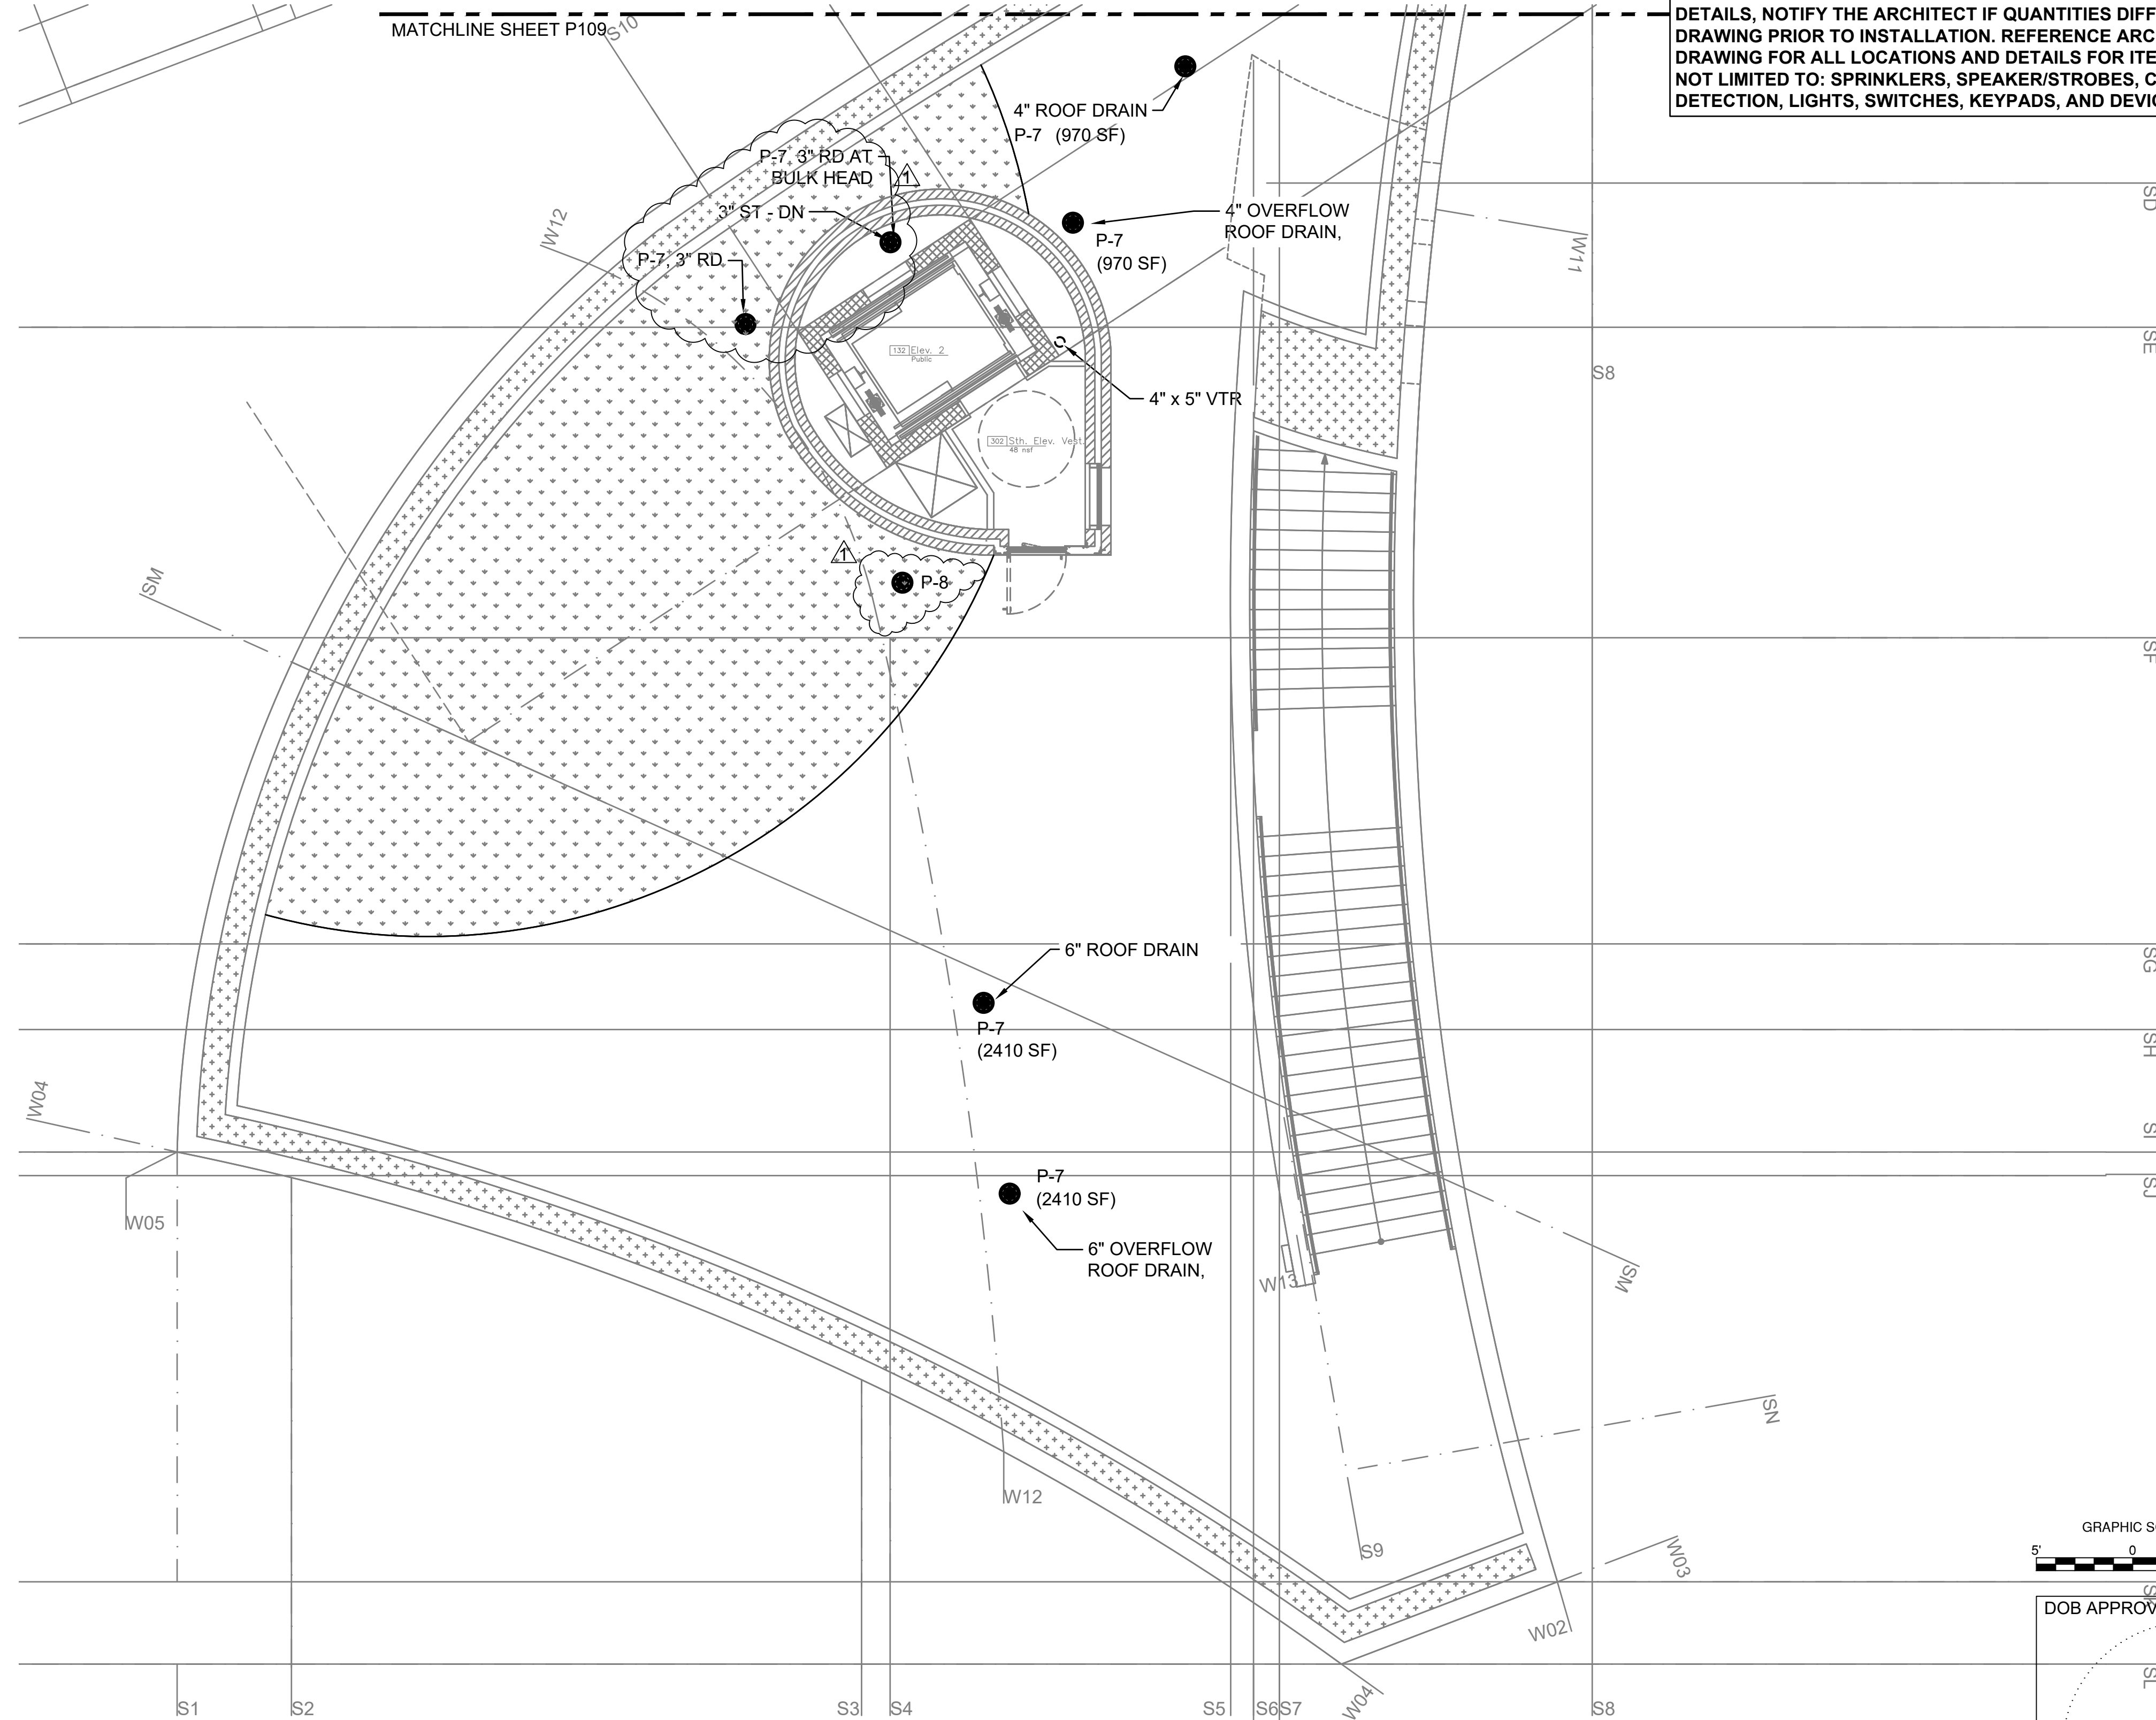 MATCHLINE SHEET P109
S10
DETAILS, NOTIFY THE ARCHITECT IF QUANTITIES DIFF
DRAWING PRIOR TO INSTALLATION. REFERENCE ARC
DRAWING FOR ALL LOCATIONS AND DETAILS FOR ITE
NOT LIMITED TO: SPRINKLERS, SPEAKER/STROBES, C
DETECTION, LIGHTS, SWITCHES, KEYPADS, AND DEVI
4" ROOF DRAIN
P-7 (970 SF)
P-7, 3" RD AT
BULK HEAD
1
3" ST - DN
P-7, 3" RD
W12
4" OVERFLOW
ROOF DRAIN,
P-7
(970 SF)
W11
SD
SE
132 Elev. 2
Public
4" x 5" VTR
S8
302 Sth. Elev. Vest.
48 nsf
1
P-8
SM
SF
6" ROOF DRAIN
P-7
(2410 SF)
SG
SH
W04
SI
SJ
P-7
(2410 SF)
W05
6" OVERFLOW
ROOF DRAIN,
W13
SM
SN
W12
S9
W03
GRAPHIC S
5' 0
DOB APPROV
W02
SL
W04
S1
S2
S3
S4
S5
S6
S7
S8